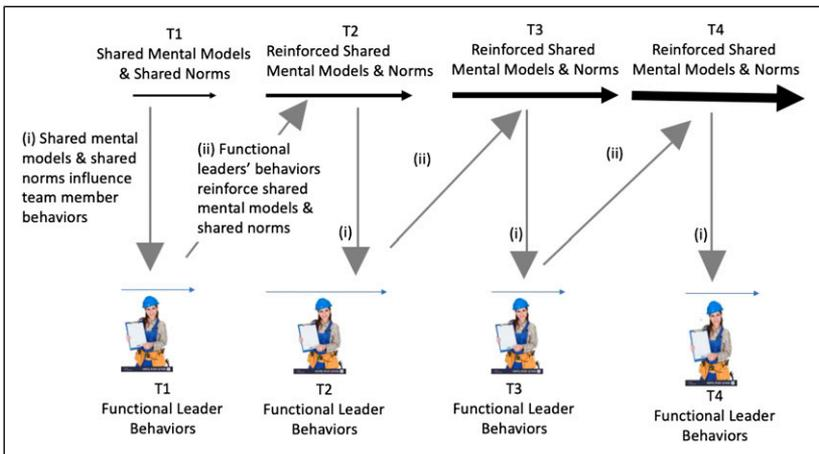 T1
Shared Mental Models
& Shared Norms
T2
Reinforced Shared
Mental Models & Norms
T3
Reinforced Shared
Mental Models & Norms
T4
Reinforced Shared
Mental Models & Norms
(i) Shared mental
models & shared
norms influence
team member
behaviors
(ii) Functional
leaders’ behaviors
reinforce shared
mental models &
shared norms
(i)
(ii)
(i)
(ii)
(i)
T1
Functional Leader
Behaviors
T2
Functional Leader
Behaviors
T3
Functional Leader
Behaviors
T4
Functional Leader
Behaviors